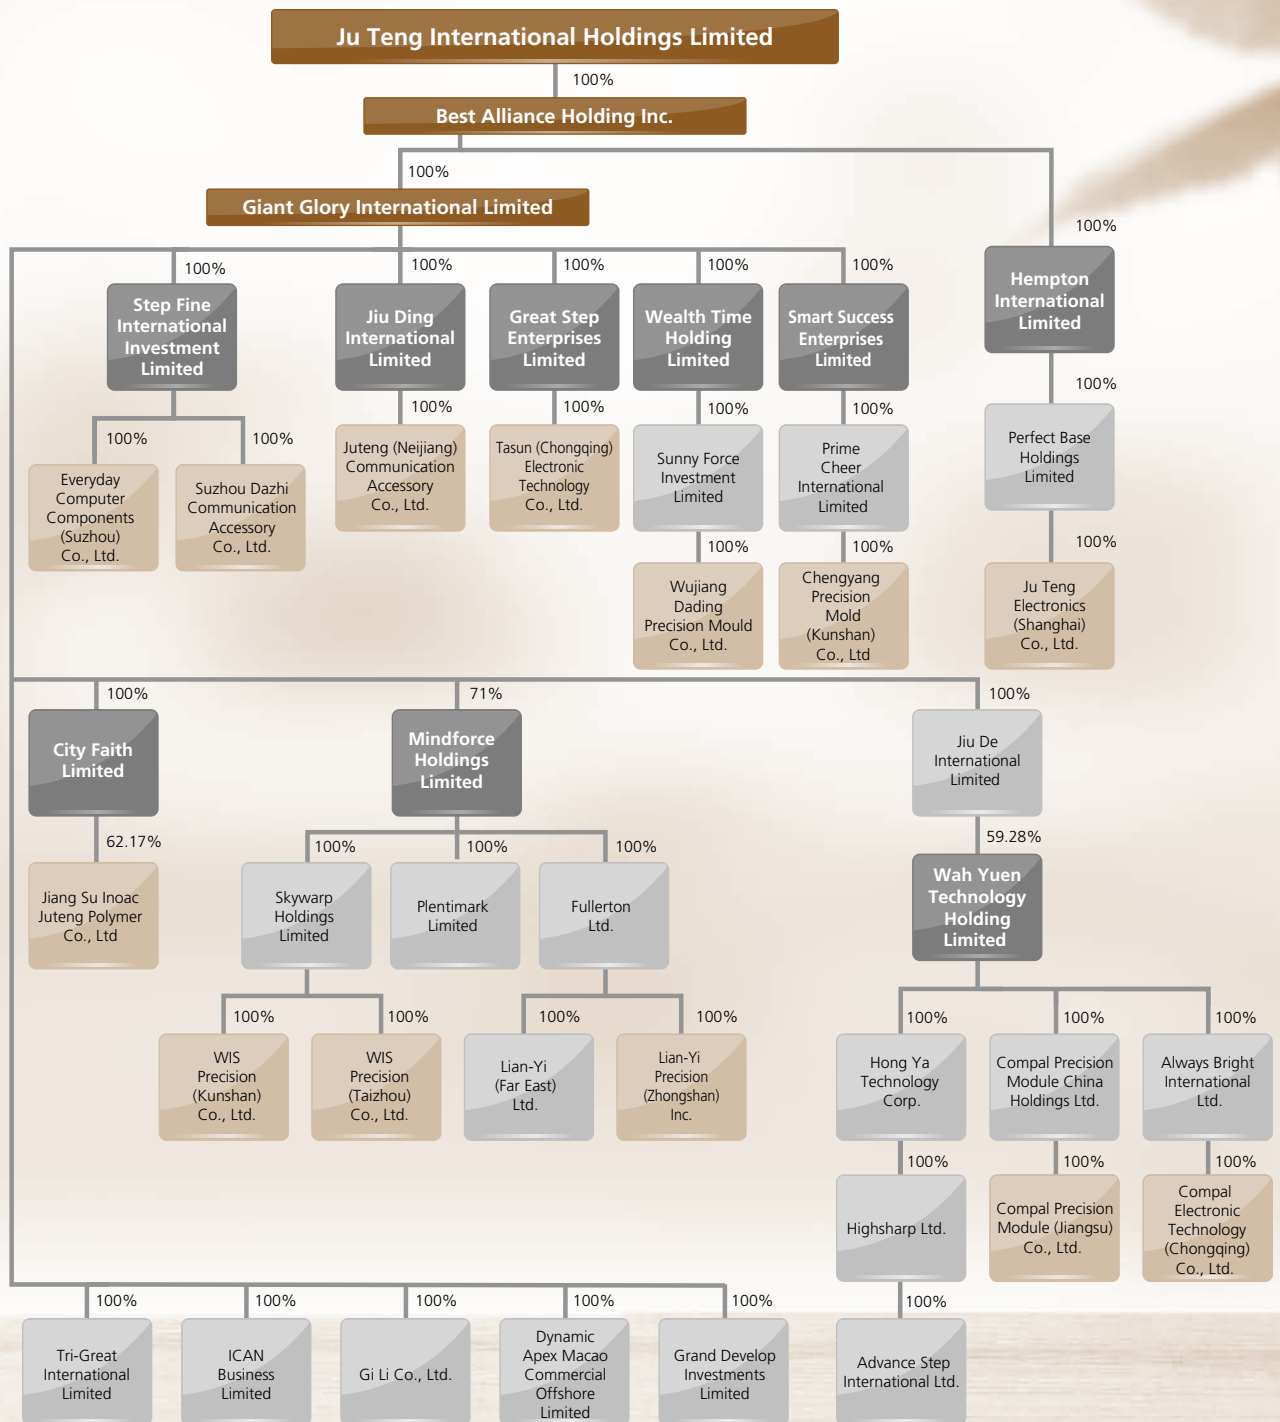 Ju Teng International Holdings Limited
100%
Best Alliance Holding Inc.
100%
Giant Glory International Limited
100%
100%
100%
100%
100%
100%
Step Fine
International
Investment
Limited
Jiu Ding
International
Limited
Great Step
Enterprises
Limited
Wealth Time
Holding
Limited
Smart Success
Enterprises
Limited
Hempton
International
Limited
100%
100%
100%
100%
100%
100%
100%
Everyday
Computer
Components
(Suzhou)
Co., Ltd.
Suzhou Dazhi
Communication
Accessory
Co., Ltd.
Juteng (Neijiang)
Communication
Accessory
Co., Ltd.
Tasun (Chongqing)
Electronic
Technology
Co., Ltd.
Sunny Force
Investment
Limited
Prime
Cheer
International
Limited
Perfect Base
Holdings
Limited
100%
100%
100%
Wujiang
Dading
Precision Mould
Co., Ltd.
Chengyang
Precision
Mold
(Kunshan)
Co., Ltd
Ju Teng
Electronics
(Shanghai)
Co., Ltd.
100%
71%
100%
City Faith
Limited
Mindforce
Holdings
Limited
Jiu De
International
Limited
62.17%
100%
100%
100%
59.28%
Jiang Su Inoac
Juteng Polymer
Co., Ltd
Skywarp
Holdings
Limited
Plentimark
Limited
Fullerton
Ltd.
Wah Yuen
Technology
Holding
Limited
100%
100%
100%
100%
100%
100%
100%
WIS
Precision
(Kunshan)
Co., Ltd.
WIS
Precision
(Taizhou)
Co., Ltd.
Lian-Yi
(Far East)
Ltd.
Lian-Yi
Precision
(Zhongshan)
Inc.
Hong Ya
Technology
Corp.
Compal Precision
Module China
Holdings Ltd.
Always Bright
International
Ltd.
100%
100%
100%
Highsharp Ltd.
Compal Precision
Module (Jiangsu)
Co., Ltd.
Compal
Electronic
Technology
(Chongqing)
Co., Ltd.
100%
100%
100%
100%
100%
100%
Tri-Great
International
Limited
ICAN
Business
Limited
Gi Li Co., Ltd.
Dynamic
Apex Macao
Commercial
Offshore
Limited
Grand Develop
Investments
Limited
Advance Step
International Ltd.